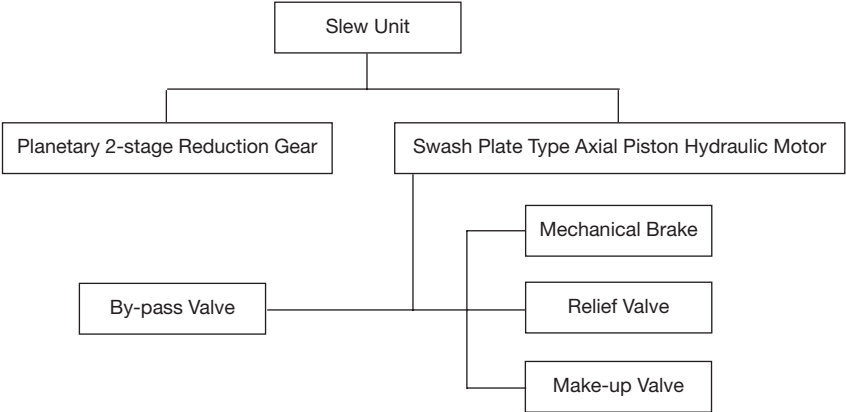 Slew Unit
Planetary 2-stage Reduction Gear
Swash Plate Type Axial Piston Hydraulic Motor
Mechanical Brake
By-pass Valve
Relief Valve
Make-up Valve